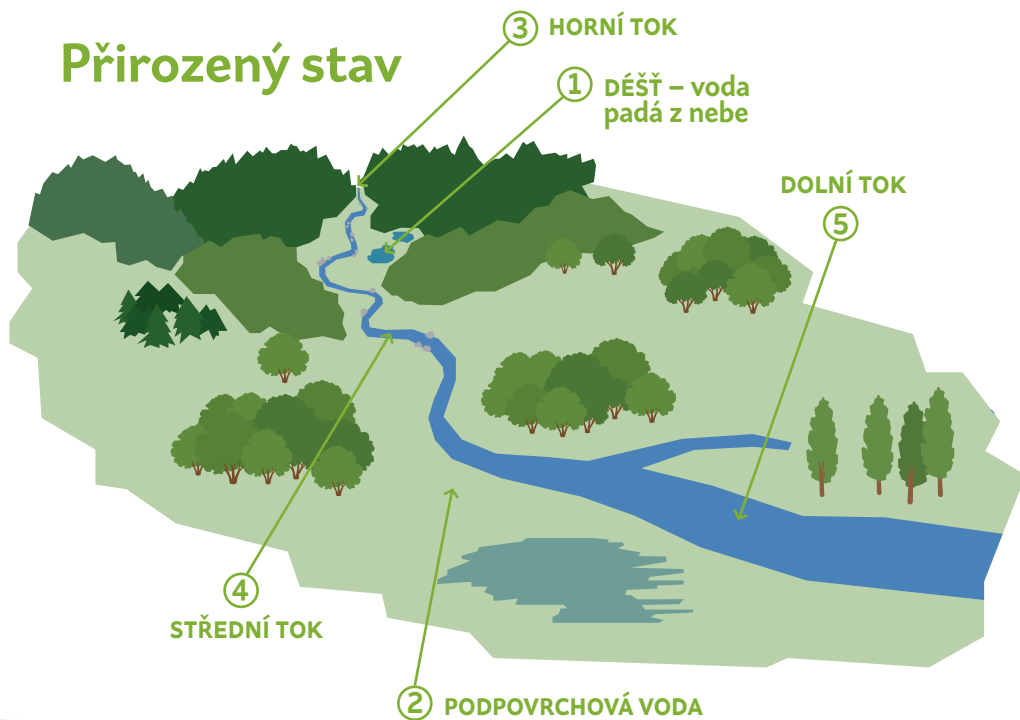 Přirozený stav
③ HORNÍ TOK
① DÉŠŤ – voda
padá z nebe
DOLNÍ TOK
⑤
④
STŘEDNÍ TOK
② PODPOVRCHOVÁ VODA